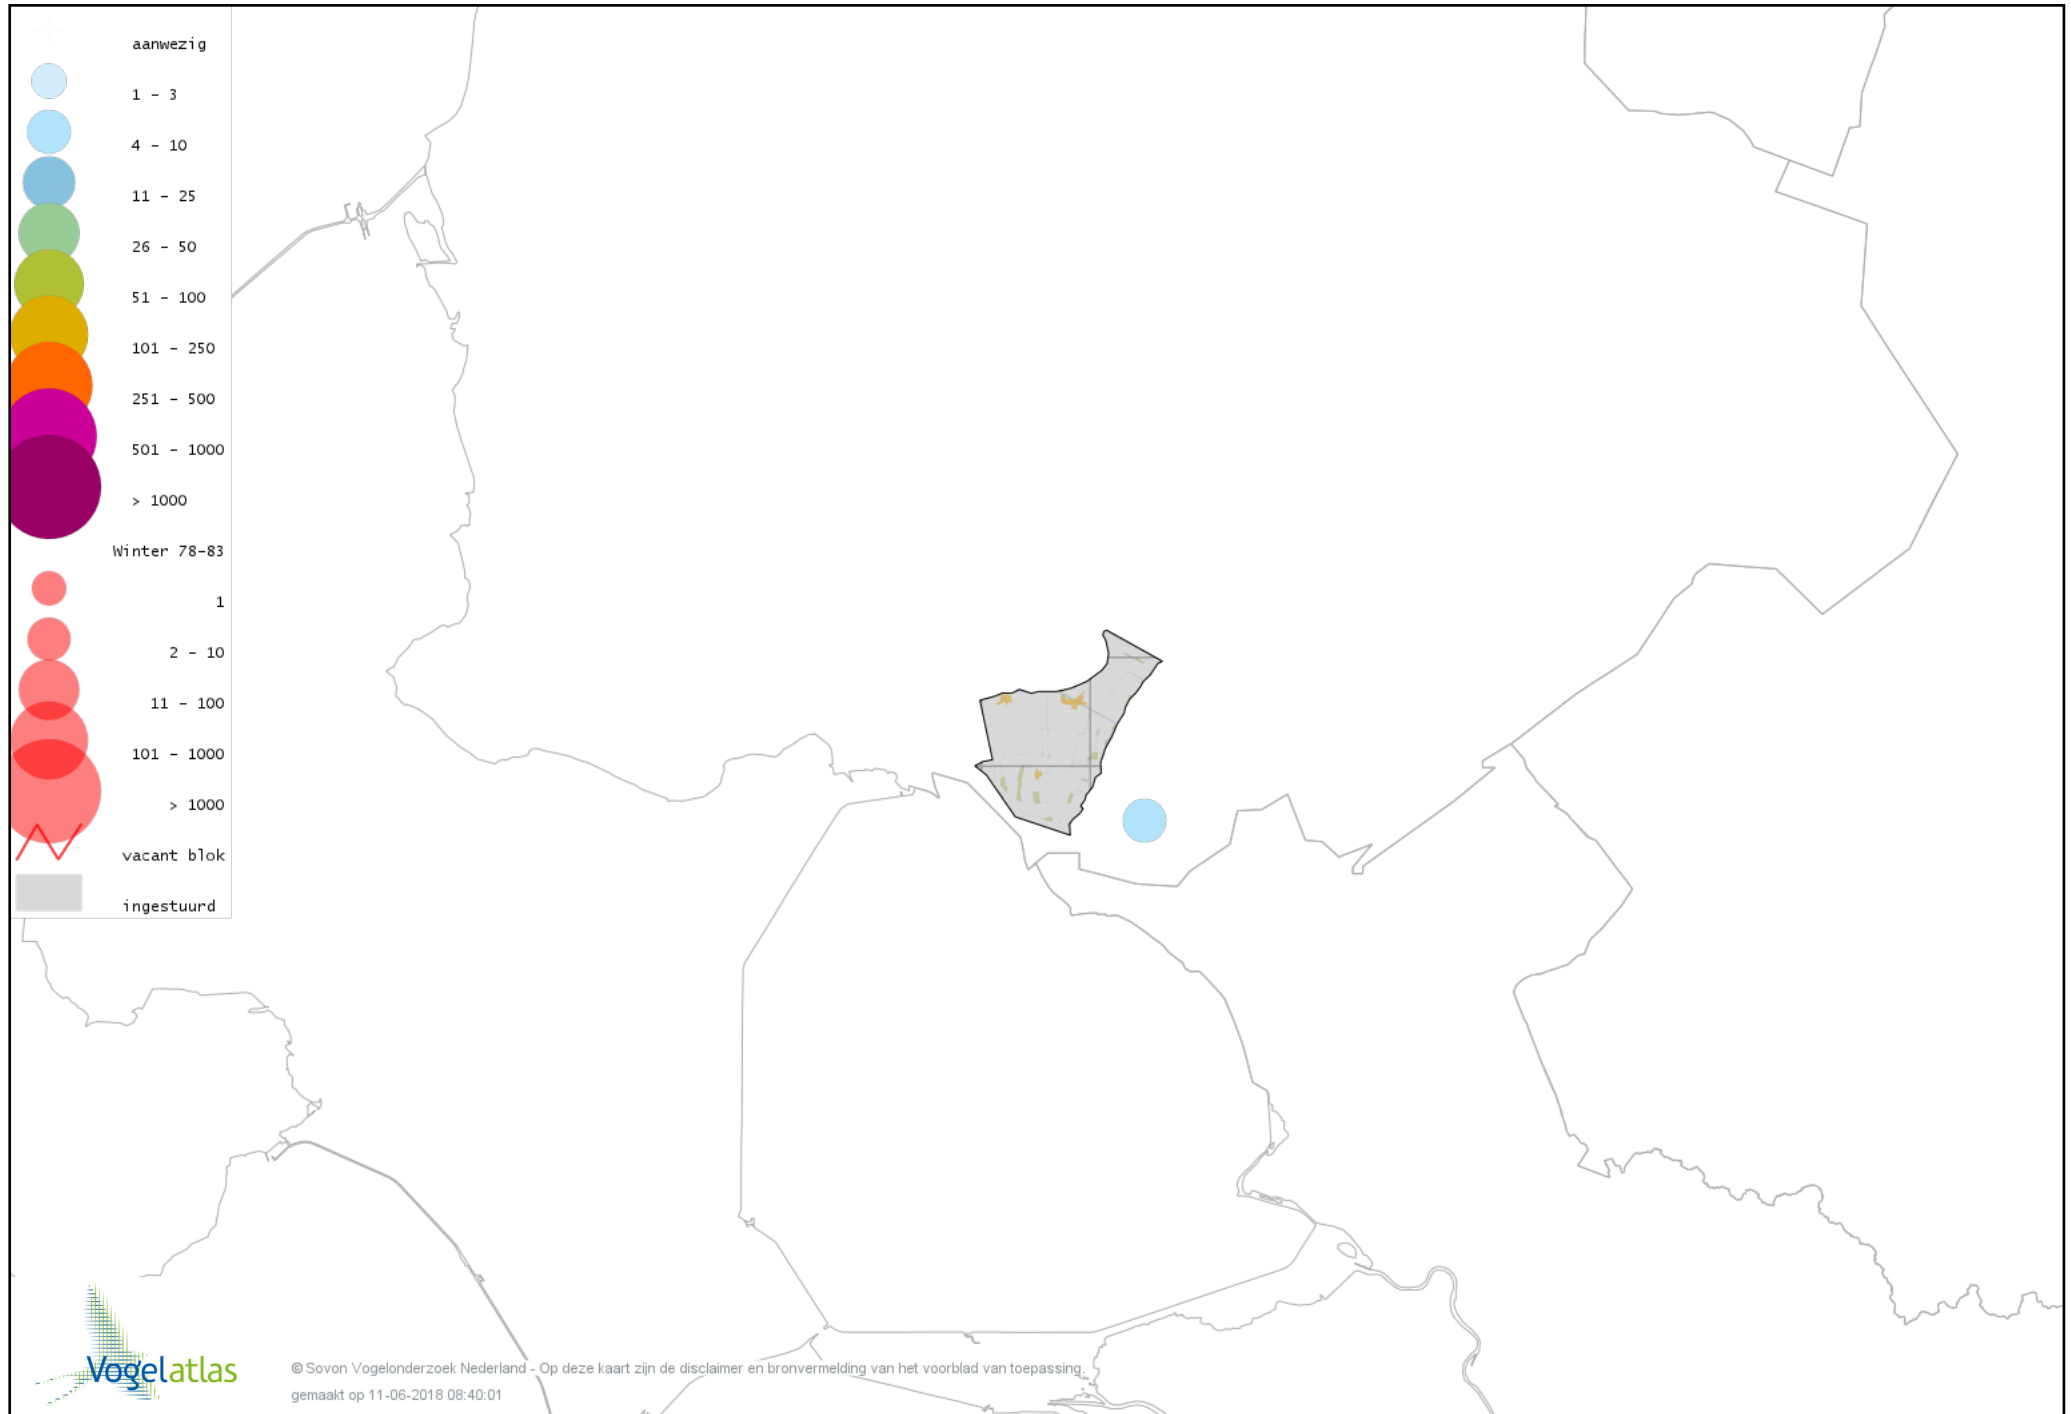 aanwezig
1 - 3
4 - 10
11 - 25
26 - 50
51 - 100
101 - 250
251 - 500
501 - 1000
> 1000
Winter 78-83
1
2 - 10
11 - 100
101 - 1000
> 1000
vacant blok
ingestuurd
Vogelatlas
© Sovon Vogelonderzoek Nederland - Op deze kaart zijn de disclaimer en bronvermelding van het voorblad van toepassing.
gemaakt op 11-06-2018 08:40:01